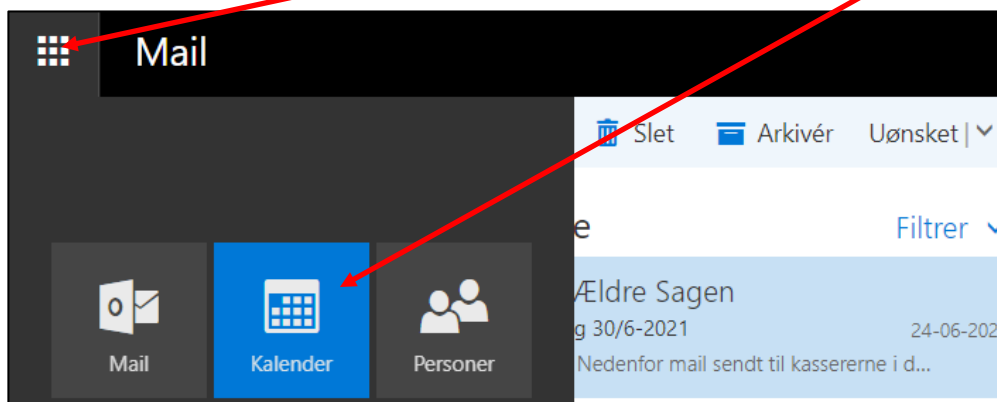 Mail
Slet Arkivér Uønsket |
e Filtrer
Ældre Sagen
g 30/6-2021 24-06-202
Nedenfor mail sendt til kassererne i d...
Mail Kalender Personer